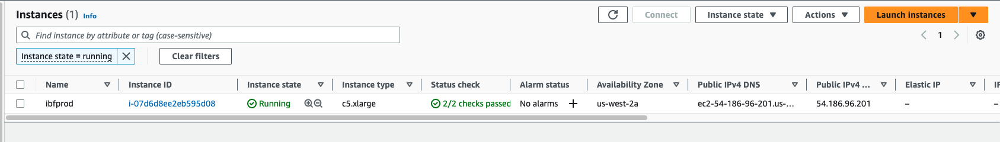 Instances (1) Info
Connect Instance state Actions Launch instances
Find instance by attribute or tag (case-sensitive)
1
Instance state = running Clear filters
Name Instance ID Instance state Instance type Status check Alarm status Availability Zone Public IPv4 DNS Public IPv4 ... Elastic IP IP
ibfprod i-07d6d8ee2eb595d08 Running c5.xlarge 2/2 checks passed No alarms + us-west-2a ec2-54-186-96-201.us-... 54.186.96.201 – –